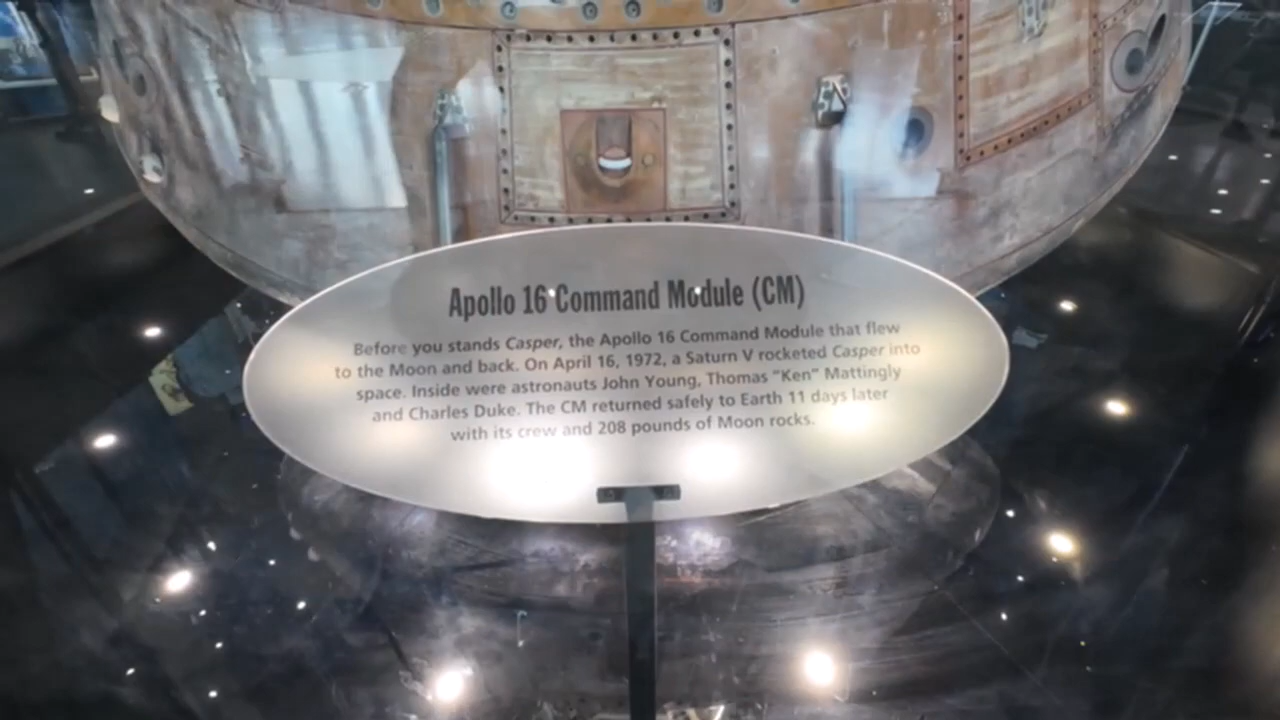 Apollo 16 Command Module (CM)
Before you stands Casper, the Apollo 16 Command Module that flew
to the Moon and back. On April 16, 1972, a Saturn V rocketed Casper into
space. Inside were astronauts John Young, Thomas "Ken" Mattingly
and Charles Duke. The CM returned safely to Earth 11 days later
with its crew and 208 pounds of Moon rocks.